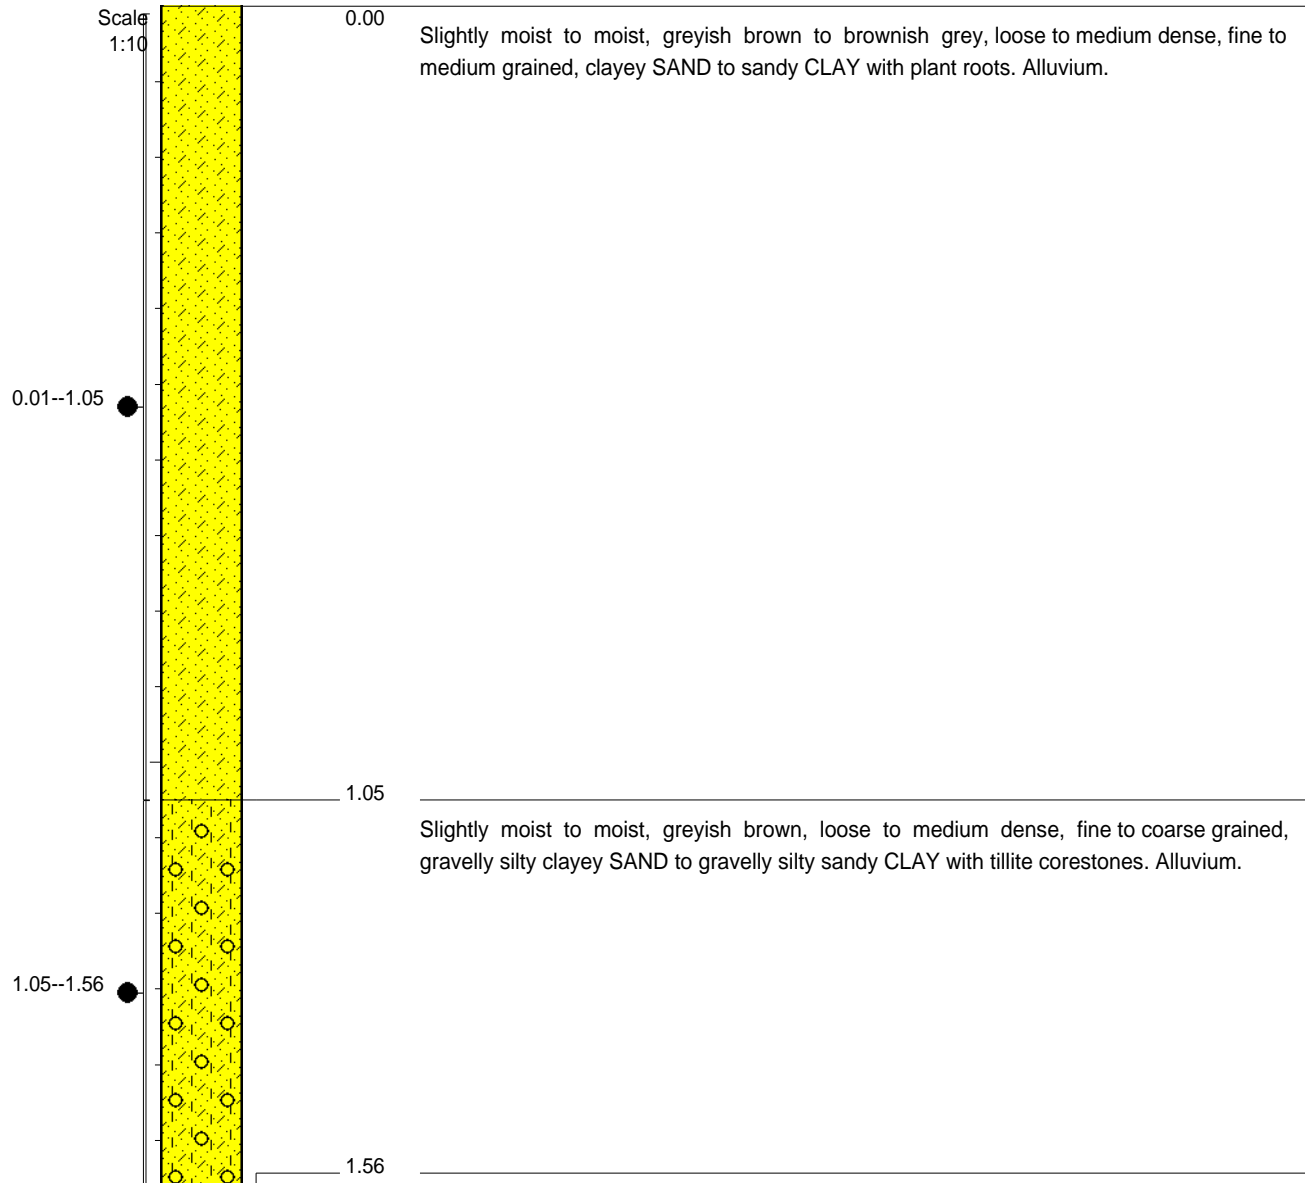 Scale
1:10
0.00
Slightly moist to moist, greyish brown to brownish grey, loose to medium dense, fine to
medium grained, clayey SAND to sandy CLAY with plant roots. Alluvium.
0.01--1.05
1.05
Slightly moist to moist, greyish brown, loose to medium dense, fine to coarse grained,
gravelly silty clayey SAND to gravelly silty sandy CLAY with tillite corestones. Alluvium.
1.05--1.56
1.56